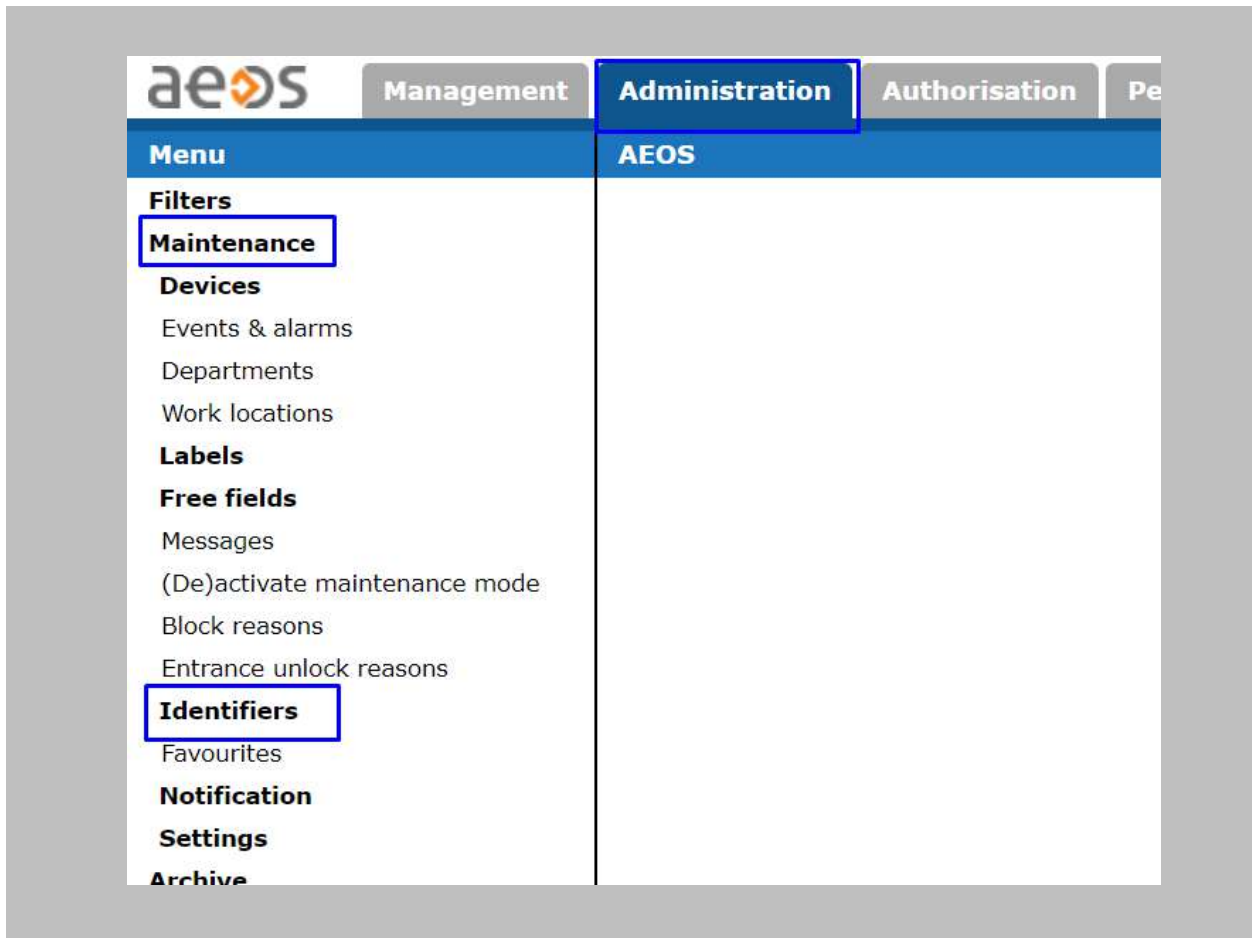 aeos Management Administration Authorisation Pe
Menu AEOS
Filters
Maintenance
Devices
Events & alarms
Departments
Work locations
Labels
Free fields
Messages
(De)activate maintenance mode
Block reasons
Entrance unlock reasons
Identifiers
Favourites
Notification
Settings
Archive